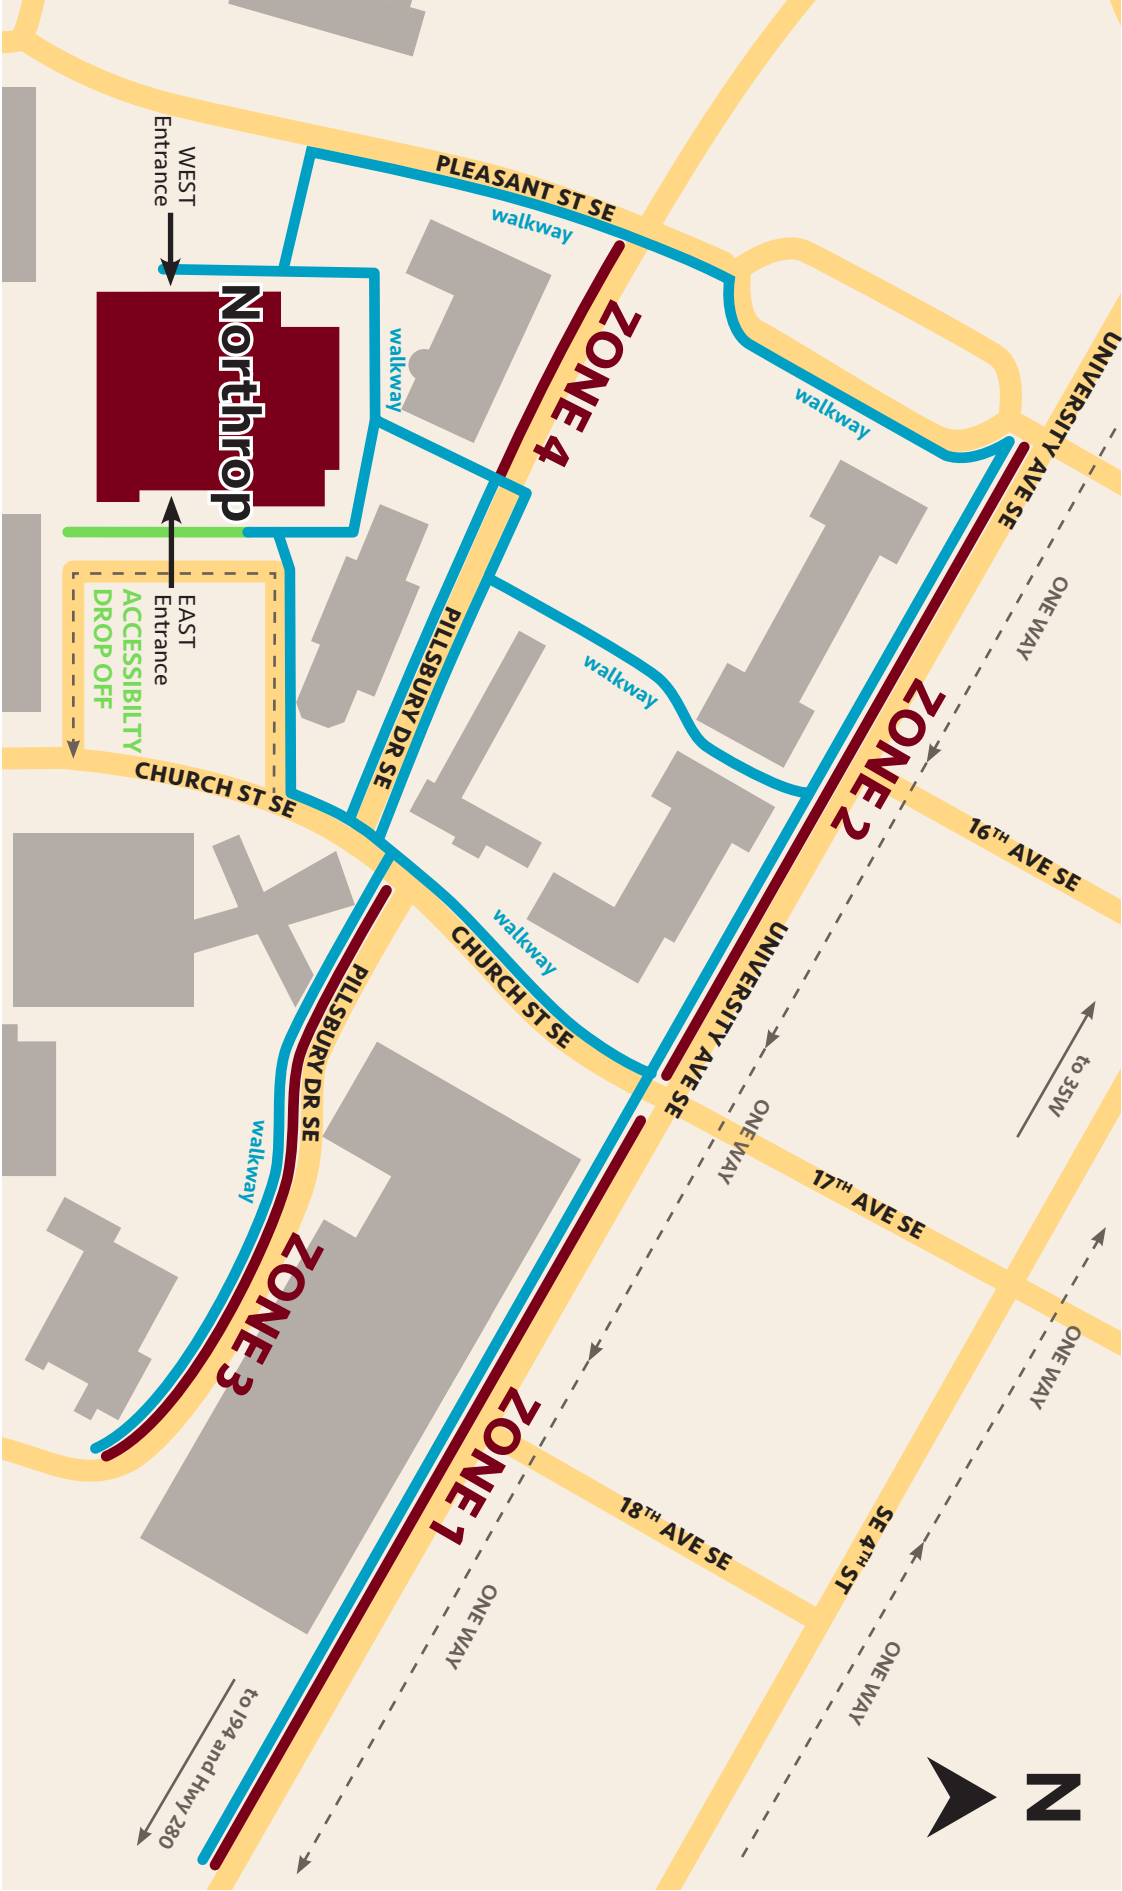 PLEASANT ST SE
walkway
WEST
Entrance
Northrop
walkway
ZONE 4
walkway
UNIVERSITY AVE SE
ONE WAY
EAST
Entrance
ACCESSIBILTY
DROP OFF
PILLSBURY DR SE
walkway
ZONE 2
CHURCH ST SE
16TH AVE SE
walkway
CHURCH ST SE
UNIVERSITY AVE SE
PILLSBURY DR SE
to 35W
ONE WAY
walkway
17TH AVE SE
ZONE 3
ONE WAY
ZONE 1
18TH AVE SE
SE 4TH ST
ONE WAY
ONE WAY
to I94 and Hwy 280
N